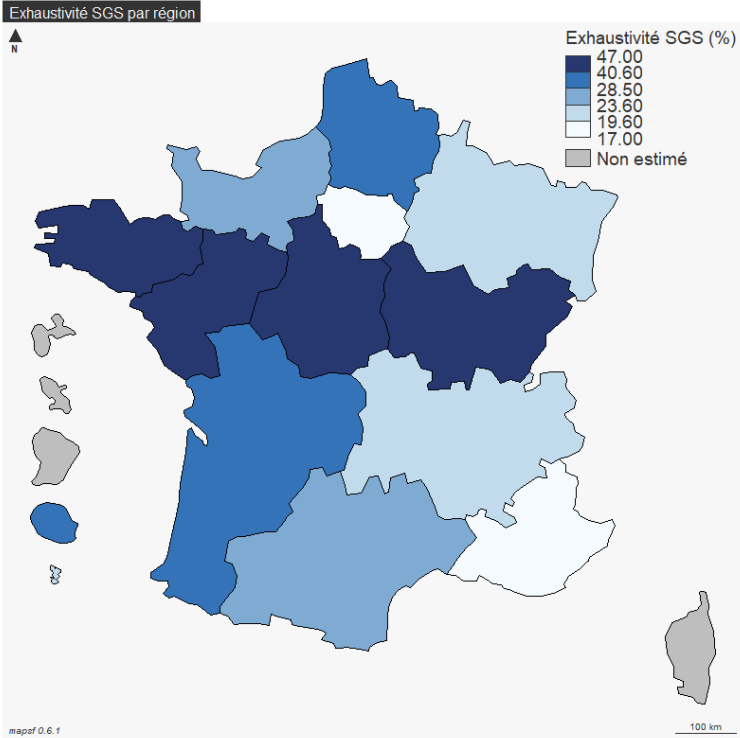 Exhaustivité SGS par région
N
Exhaustivité SGS (%)
47.00
40.60
28.50
23.60
19.60
17.00
Non estimé
mapsf 0.6.1
100 km